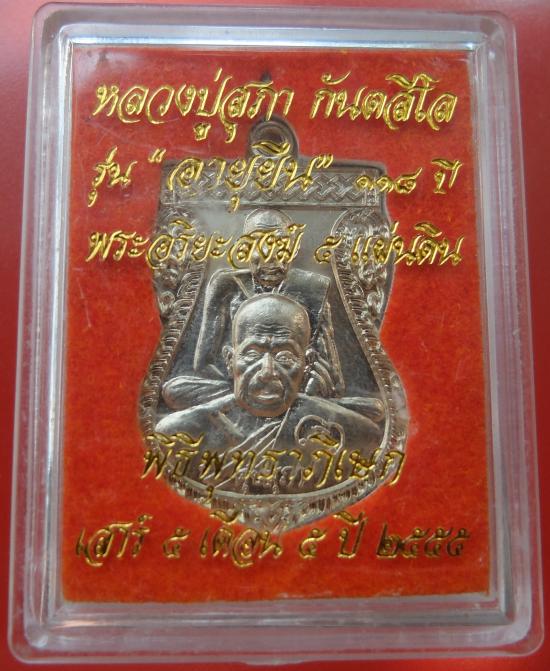 หลวงปู่สุภา กันตสีโล
รุ่น "อายุยืน" ๑๑๘ ปี
พระอริยะสงฆ์ ๕ แผ่นดิน
พิธีพุทธาภิเษก
เสาร์ ๕ เดือน ๕ ปี ๒๕๕๕